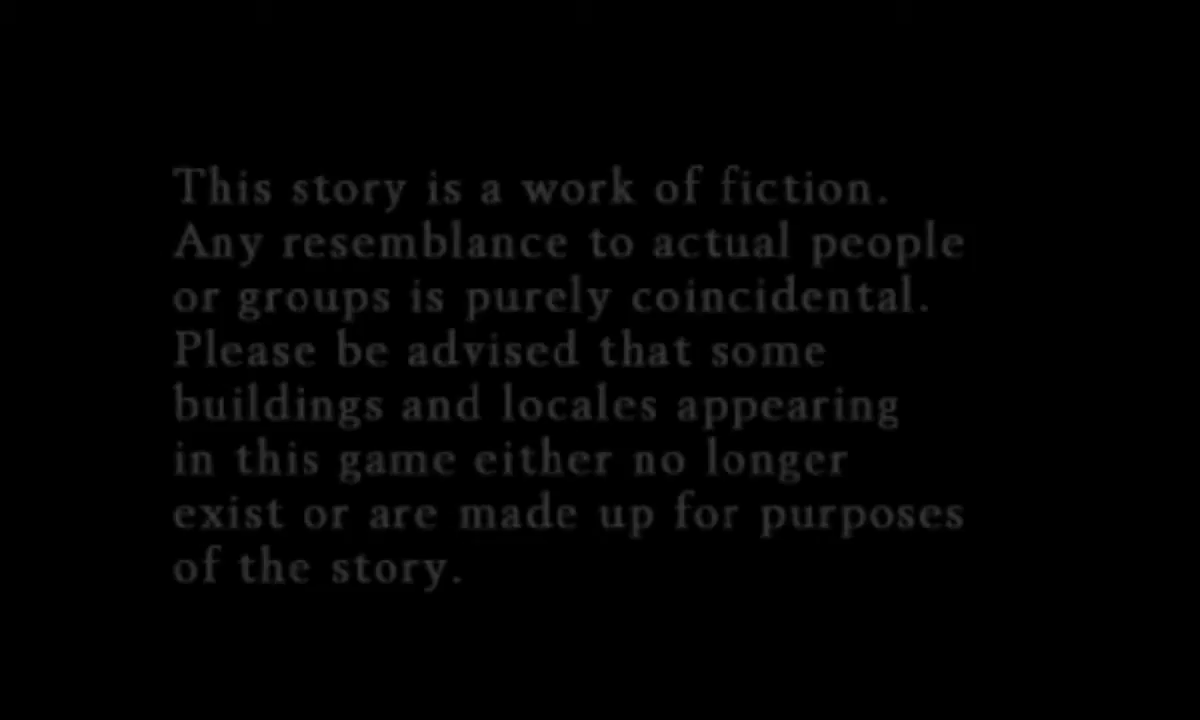 This story is a work of fiction.
Any resemblance to actual people
or groups is purely coincidental.
Please be advised that some
buildings and locales appearing
in this game either no longer
exist or are made up for purposes
of the story.